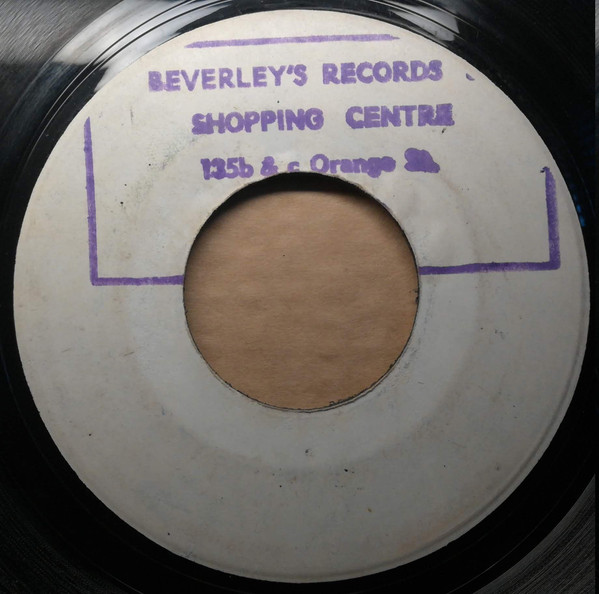 BEVERLEY'S RECORDS
SHOPPING CENTRE
135b & c Orange St.